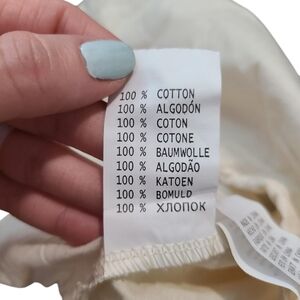 100 % COTTON
100 % ALGODÓN
100 % COTON
100 % COTONE
100 % BAUMWOLLE
100 % ALGODÃO
100 % KATOEN
100 % BOMULD
100 % ХЛОПОК